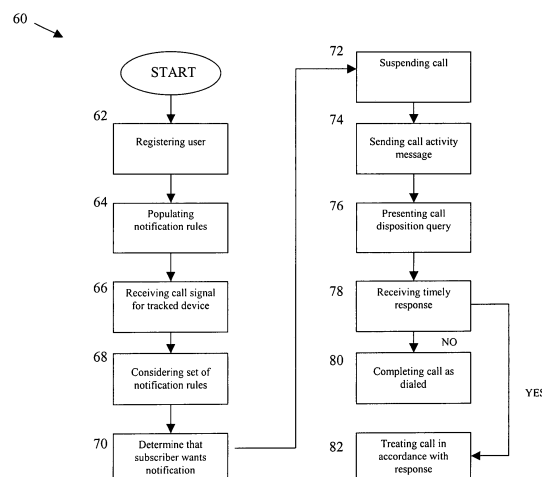 60
START
62
Registering user
64
Populating
notification rules
66
Receiving call signal
for tracked device
68
Considering set of
notification rules
70
Determine that
subscriber wants
notification
72
Suspending call
74
Sending call activity
message
76
Presenting call
disposition query
78
Receiving timely
response
NO
80
Completing call as
dialed
YES
82
Treating call in
accordance with
response